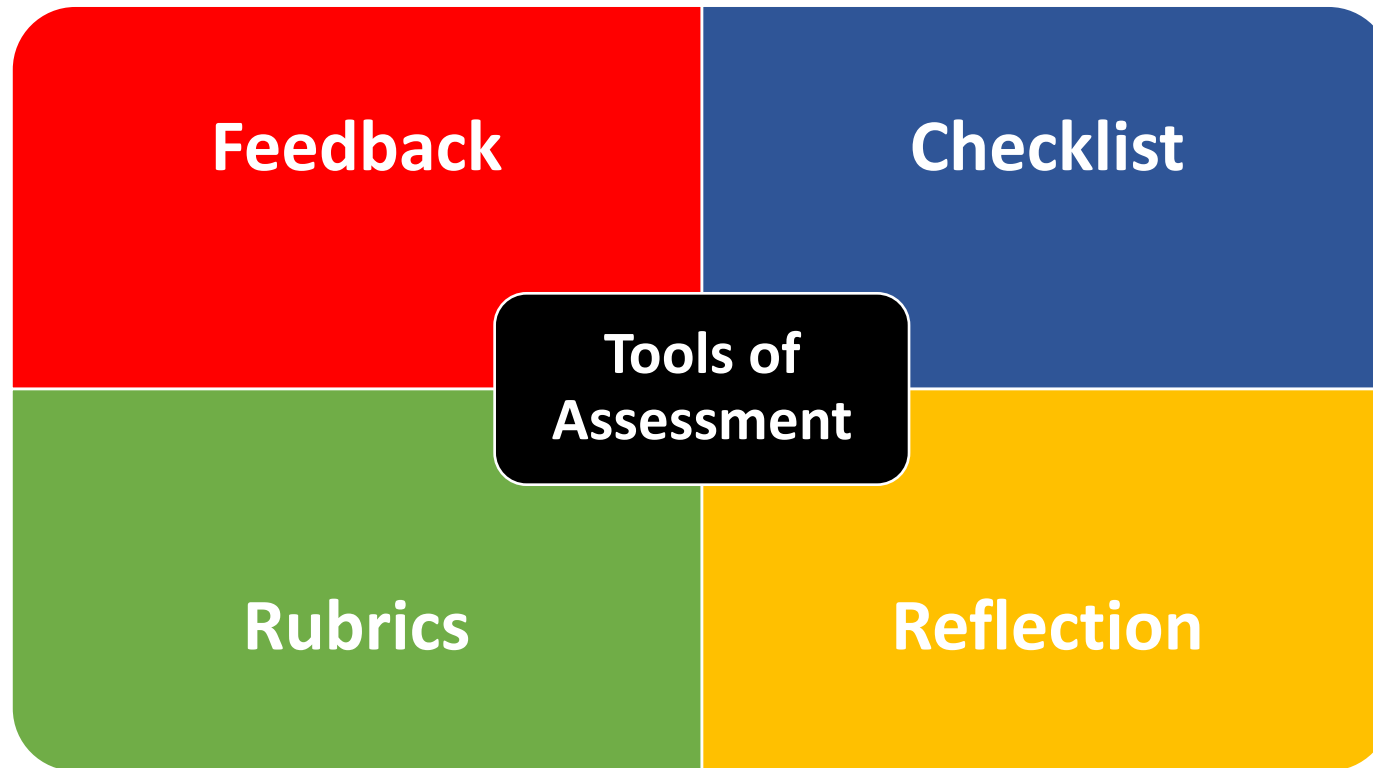 Feedback
Checklist
Tools of
Assessment
Rubrics
Reflection